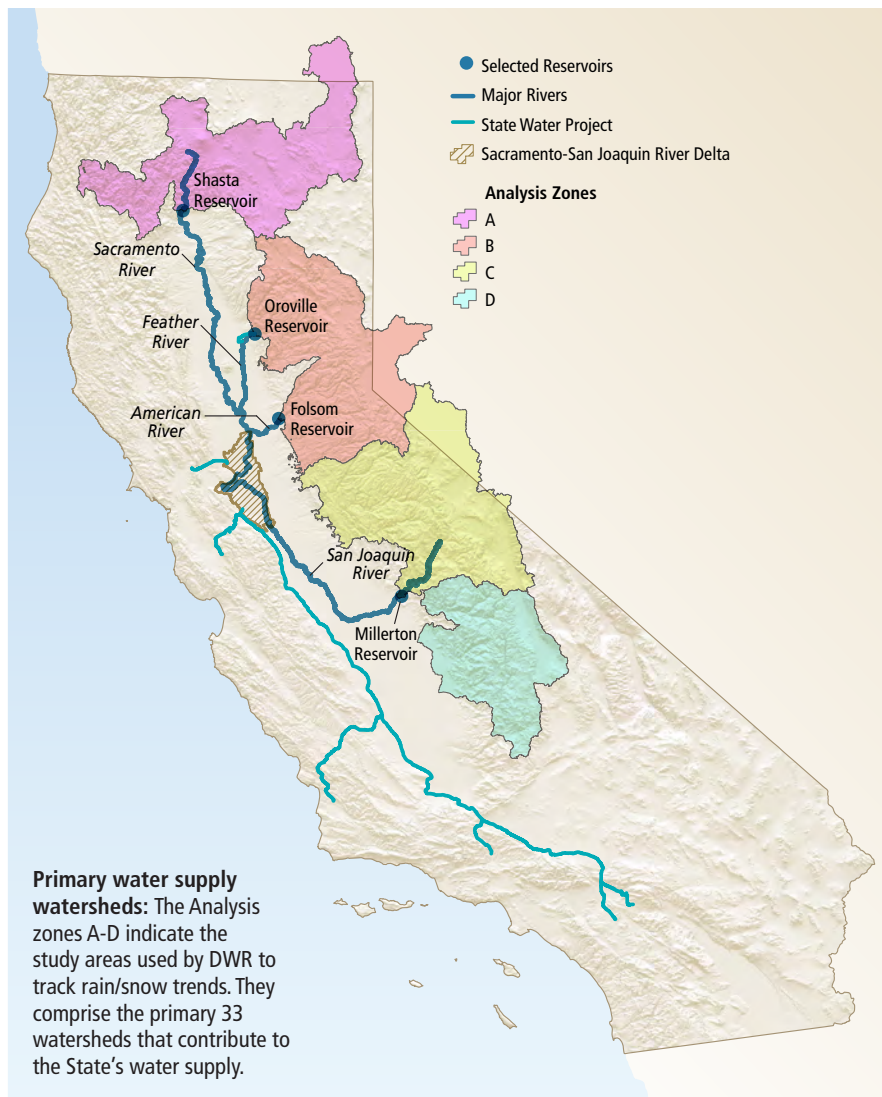 Selected Reservoirs
Major Rivers
State Water Project
Sacramento-San Joaquin River Delta
Analysis Zones
A
B
C
D
Shasta
Reservoir
Sacramento
River
Oroville
Reservoir
Feather
River
American
River
Folsom
Reservoir
San Joaquin
River
Millerton
Reservoir
Primary water supply
watersheds: The Analysis
zones A-D indicate the
study areas used by DWR to
track rain/snow trends. They
comprise the primary 33
watersheds that contribute to
the State’s water supply.